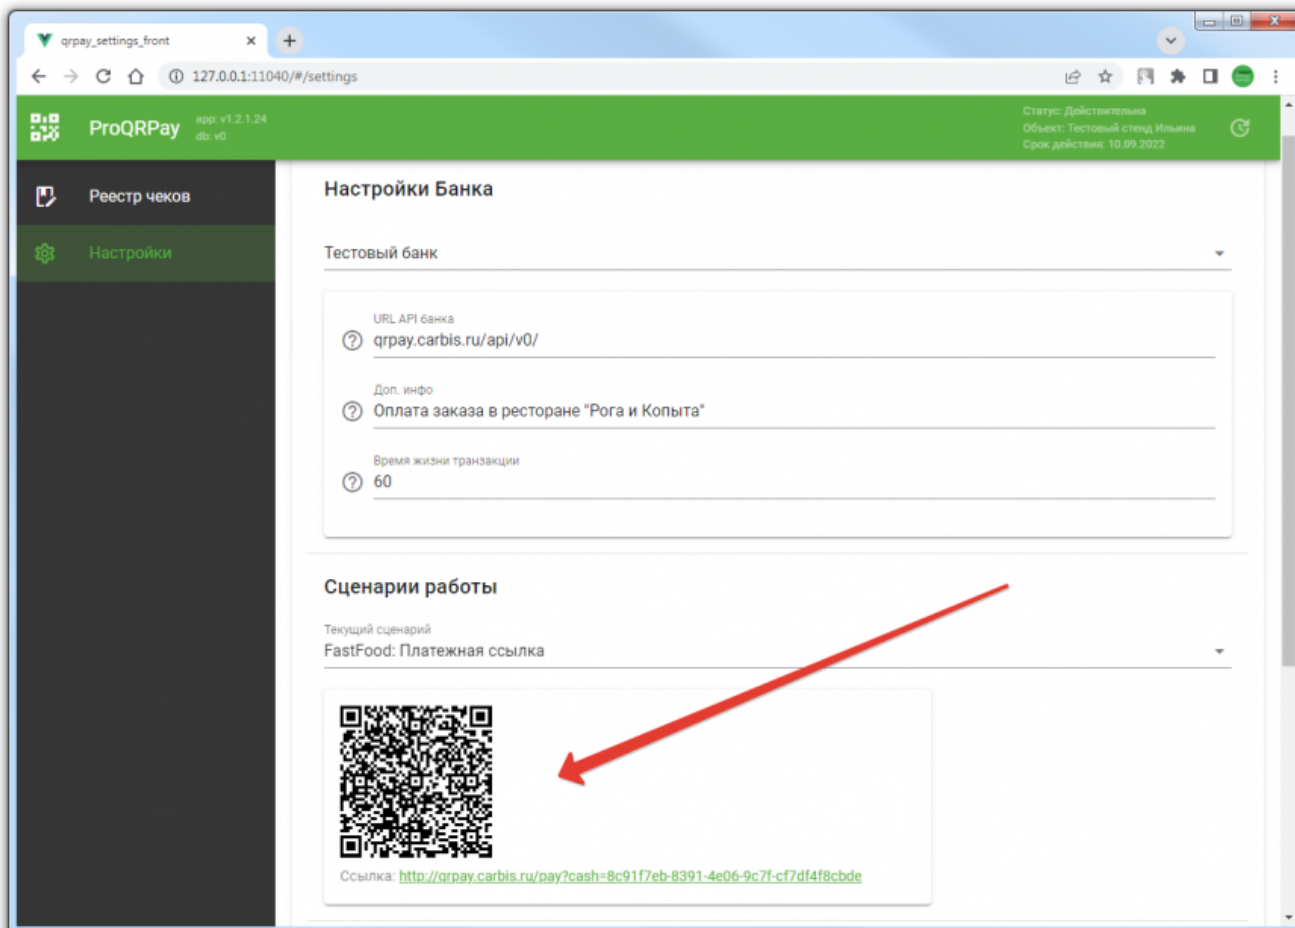 qrpay_settings_front
127.0.0.1:11040/#/settings
ProQRPay
app: v1.2.1.24
db: v0
Статус: Действительна
Объект: Тестовый стенд Ильина
Срок действия: 10.09.2022
Реестр чеков
Настройки
Настройки Банка
Тестовый банк
URL API банка
qrpay.carbis.ru/api/v0/
Доп. инфо
Оплата заказа в ресторане "Рога и Копыта"
Время жизни транзакции
60
Сценарии работы
Текущий сценарий
FastFood: Платежная ссылка
Ссылка: http://qrpay.carbis.ru/pay?cash=8c91f7eb-8391-4e06-9c7f-cf7df4f8cbde